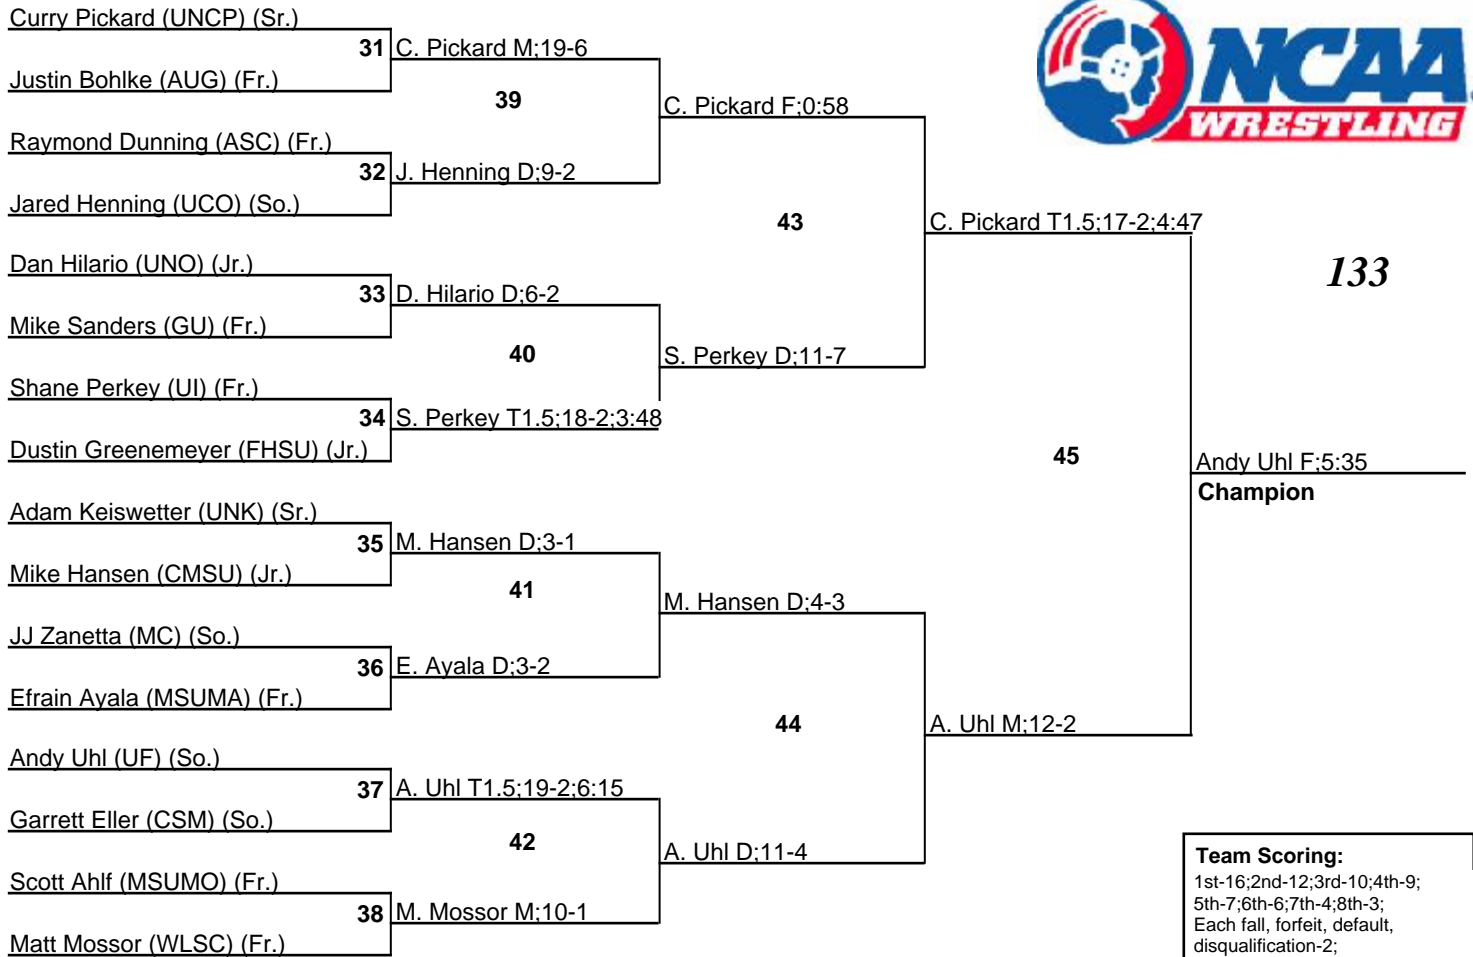 Curry Pickard (UNCP) (Sr.)
31 C. Pickard M;19-6
Justin Bohlke (AUG) (Fr.)
39
C. Pickard F;0:58
Raymond Dunning (ASC) (Fr.)
32 J. Henning D;9-2
Jared Henning (UCO) (So.)
43
C. Pickard T1.5;17-2;4:47
Dan Hilario (UNO) (Jr.)
33 D. Hilario D;6-2
Mike Sanders (GU) (Fr.)
40
S. Perkey D;11-7
Shane Perkey (UI) (Fr.)
34 S. Perkey T1.5;18-2;3:48
Dustin Greenemeyer (FHSU) (Jr.)
45
Andy Uhl F;5:35
Champion
Adam Keiswetter (UNK) (Sr.)
35 M. Hansen D;3-1
Mike Hansen (CMSU) (Jr.)
41
M. Hansen D;4-3
JJ Zanetta (MC) (So.)
36 E. Ayala D;3-2
Efrain Ayala (MSUMA) (Fr.)
44
A. Uhl M;12-2
Andy Uhl (UF) (So.)
37 A. Uhl T1.5;19-2;6:15
Garrett Eller (CSM) (So.)
42
A. Uhl D;11-4
Scott Ahlf (MSUMO) (Fr.)
38 M. Mossor M;10-1
Matt Mossor (WLSC) (Fr.)
NCAA
WRESTLING
133
Team Scoring:
1st-16;2nd-12;3rd-10;4th-9;
5th-7;6th-6;7th-4;8th-3;
Each fall, forfeit, default,
disqualification-2;